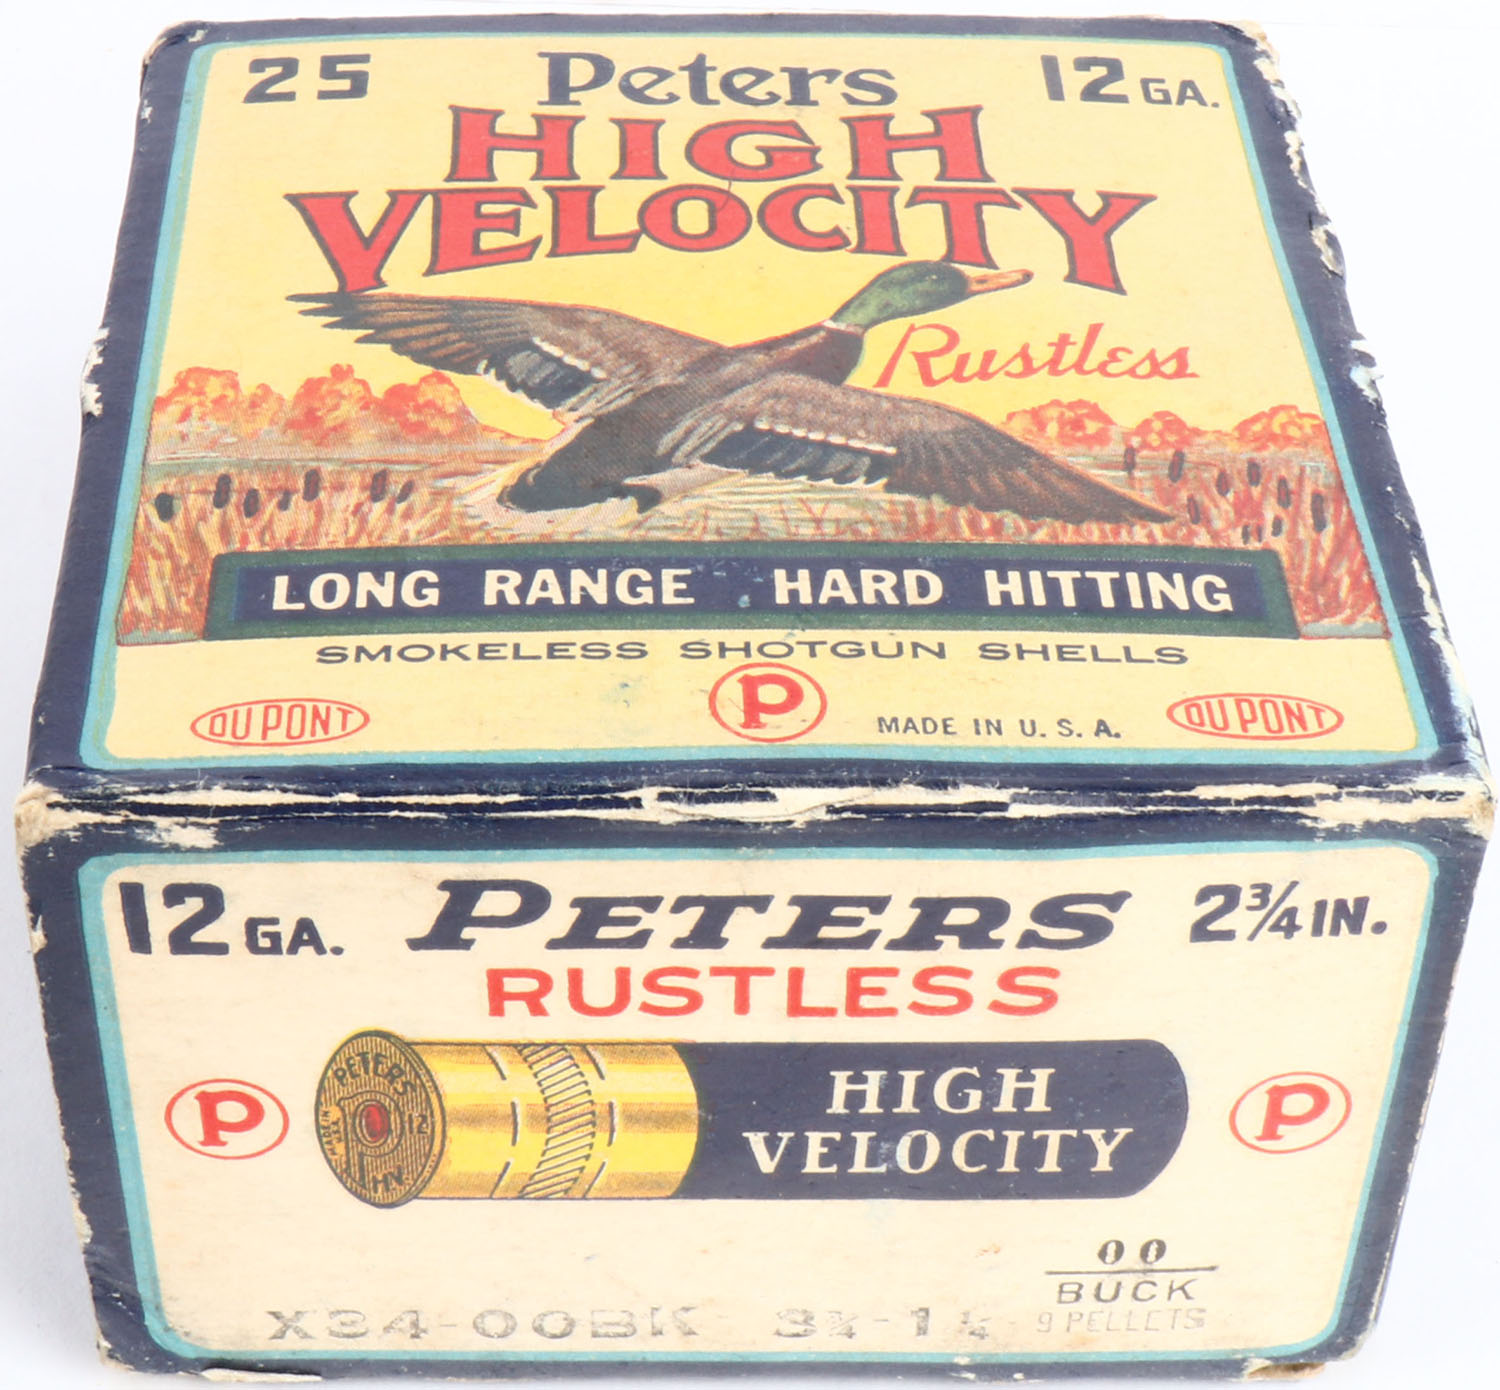 25 Peters 12 GA.
HIGH
VELOCITY
Rustless
LONG RANGE HARD HITTING
SMOKELESS SHOTGUN SHELLS
DU PONT P MADE IN U. S. A. DU PONT
12 GA. PETERS 2 3/4 IN.
RUSTLESS
PETERS
MADE IN
U.S.A.
12
P
HV
HIGH
VELOCITY
P P
00
BUCK
X34-00BK 3¾-1¼ 9 PELLETS